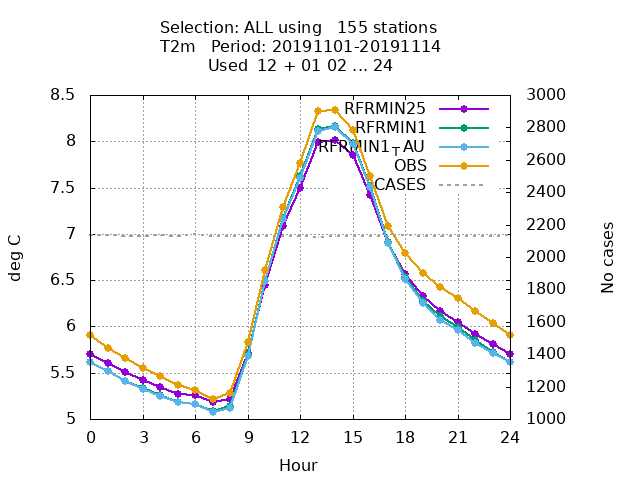 Selection: ALL using   155 stations
T2m   Period: 20191101-20191114
Used  12 + 01 02 ... 24
8.5
8
7.5
7
6.5
6
5.5
5
3000
2800
2600
2400
2200
2000
1800
1600
1400
1200
1000
RFRMIN25
RFRMIN1
RFRMIN1┬AU
OBS
CASES
deg C
No cases
0 3 6 9 12 15 18 21 24
Hour